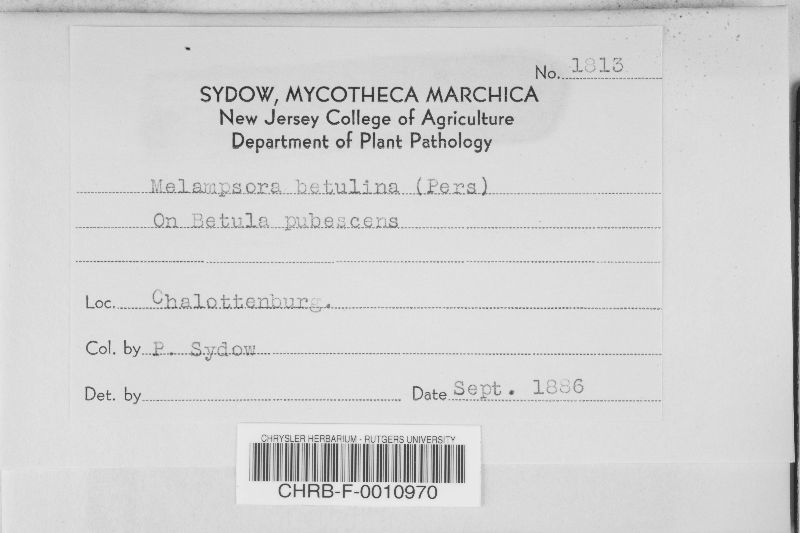 No. 1813
SYDOW, MYCOTHECA MARCHICA
New Jersey College of Agriculture
Department of Plant Pathology
Melampsora betulina (Pers)
On Betula pubescens
Loc. Chalottenburg.
Col. by P. Sydow
Det. by
Date Sept. 1886
CHRYSLER HERBARIUM - RUTGERS UNIVERSITY
CHRB-F-0010970